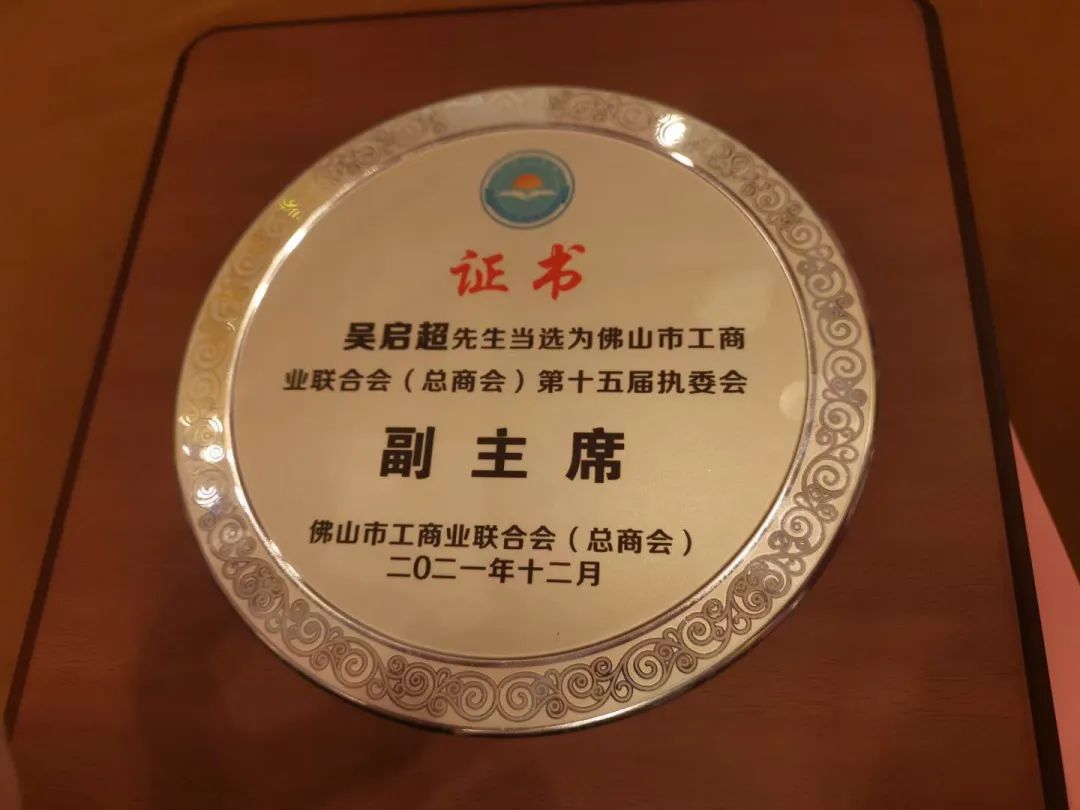 证书
吴启超先生当选为佛山市工商
业联合会（总商会）第十五届执委会
副主席
佛山市工商业联合会（总商会）
二0二一年十二月